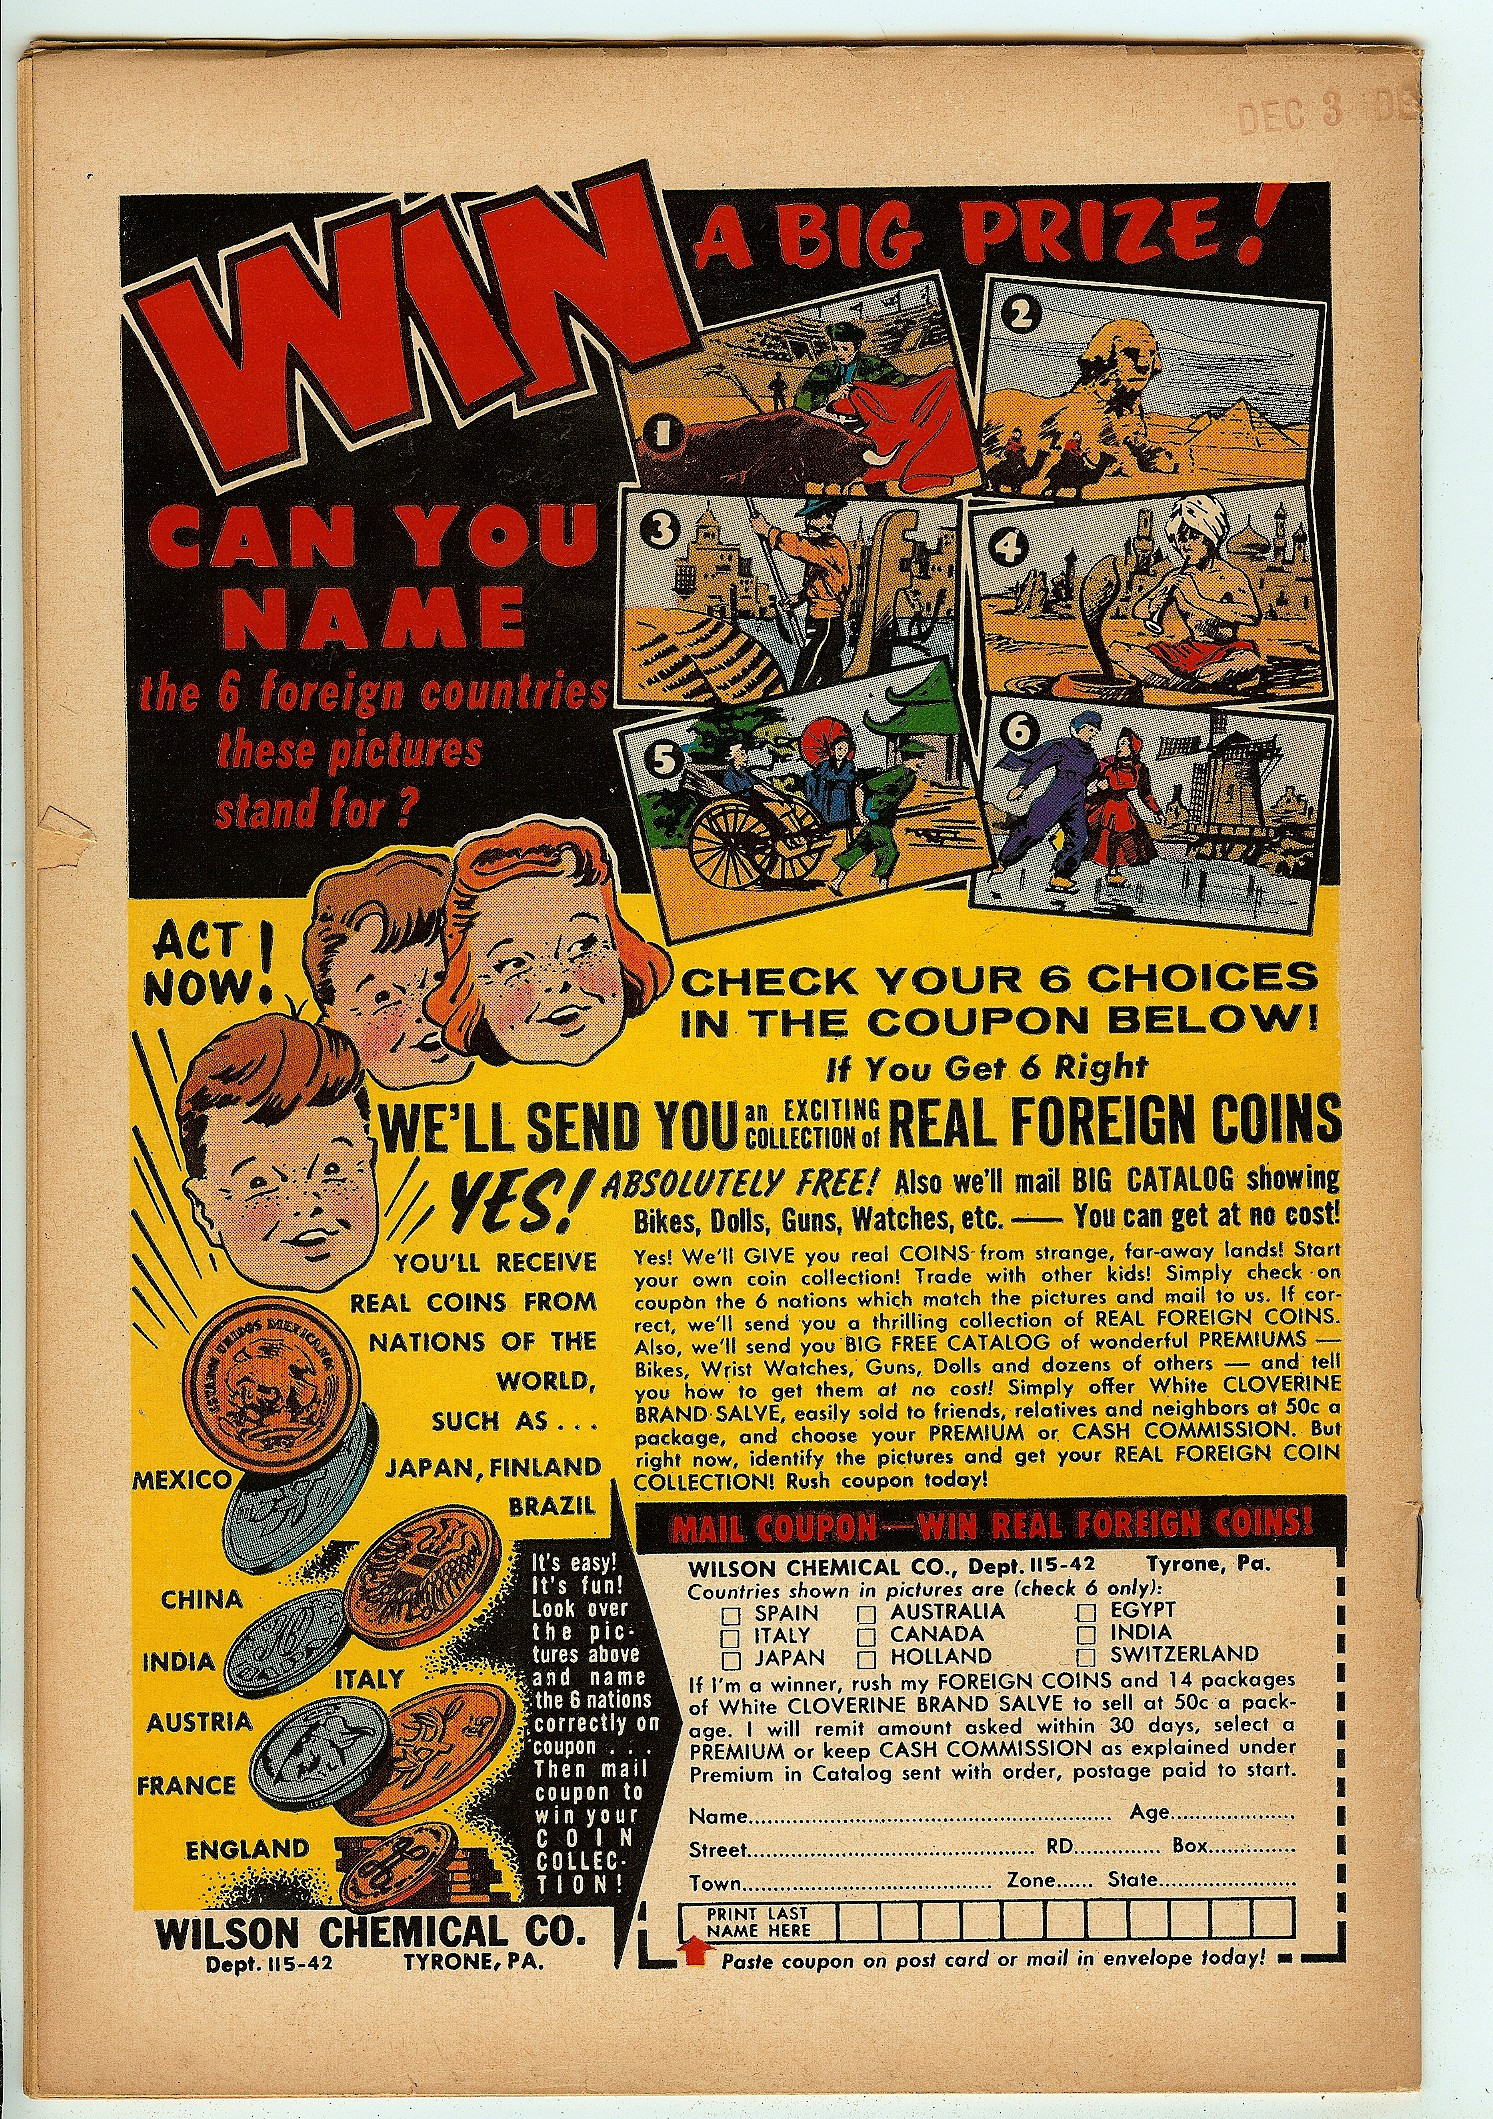 DEC 3 DE
WIN
A BIG PRIZE!
1
2
3
4
5
6
CAN YOU
NAME
the 6 foreign countries
these pictures
stand for?
ACT
NOW!
CHECK YOUR 6 CHOICES
IN THE COUPON BELOW!
If You Get 6 Right
WE'LL SEND YOU an EXCITING COLLECTION of REAL FOREIGN COINS
YES! ABSOLUTELY FREE! Also we'll mail BIG CATALOG showing
Bikes, Dolls, Guns, Watches, etc. — You can get at no cost!
YOU'LL RECEIVE
REAL COINS FROM
NATIONS OF THE
WORLD,
SUCH AS...
JAPAN, FINLAND
BRAZIL
ESTADOS UNIDOS MEXICANOS
MEXICO
CHINA
INDIA
ITALY
AUSTRIA
FRANCE
ENGLAND
Yes! We'll GIVE you real COINS from strange, far-away lands! Start
your own coin collection! Trade with other kids! Simply check on
coupon the 6 nations which match the pictures and mail to us. If cor-
rect, we'll send you a thrilling collection of REAL FOREIGN COINS.
Also, we'll send you BIG FREE CATALOG of wonderful PREMIUMS —
Bikes, Wrist Watches, Guns, Dolls and dozens of others — and tell
you how to get them at no cost! Simply offer White CLOVERINE
BRAND SALVE, easily sold to friends, relatives and neighbors at 50c a
package, and choose your PREMIUM or CASH COMMISSION. But
right now, identify the pictures and get your REAL FOREIGN COIN
COLLECTION! Rush coupon today!
It's easy!
It's fun!
Look over
the pic-
tures above
and name
the 6 nations
correctly on
coupon . . .
Then mail
coupon to
win your
COIN
COLLEC-
TION!
WILSON CHEMICAL CO.
Dept. 115-42 TYRONE, PA.
MAIL COUPON—WIN REAL FOREIGN COINS!
WILSON CHEMICAL CO., Dept. 115-42 Tyrone, Pa.
Countries shown in pictures are (check 6 only):
☐ SPAIN ☐ AUSTRALIA ☐ EGYPT
☐ ITALY ☐ CANADA ☐ INDIA
☐ JAPAN ☐ HOLLAND ☐ SWITZERLAND
If I'm a winner, rush my FOREIGN COINS and 14 packages
of White CLOVERINE BRAND SALVE to sell at 50c a pack-
age. I will remit amount asked within 30 days, select a
PREMIUM or keep CASH COMMISSION as explained under
Premium in Catalog sent with order, postage paid to start.
Name.......... Age..........
Street.......... RD.......... Box..........
Town.......... Zone...... State..........
PRINT LAST
NAME HERE
Paste coupon on post card or mail in envelope today!